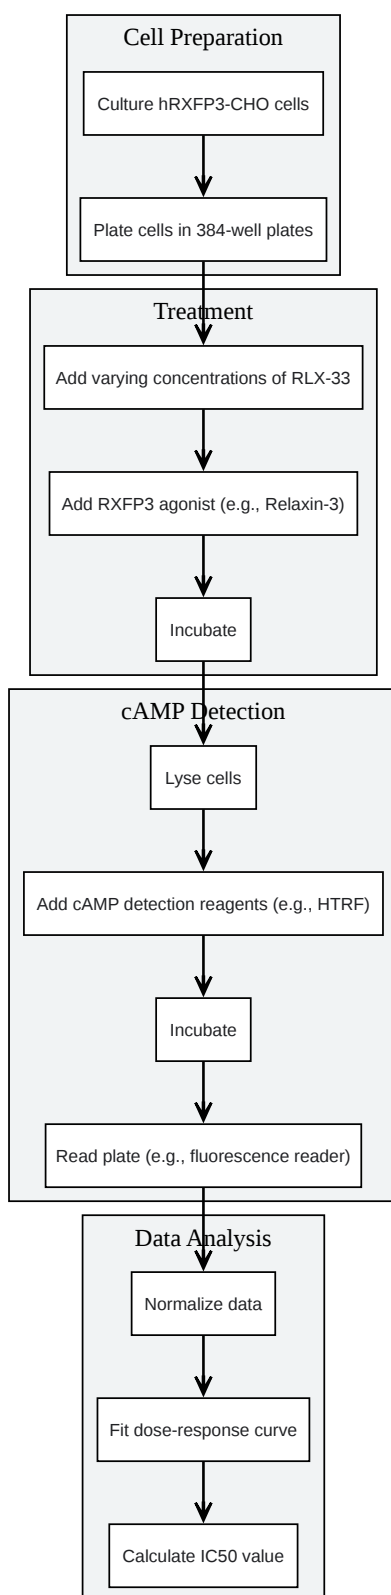 Cell Preparation
Culture hRXFP3-CHO cells
Plate cells in 384-well plates
Treatment
Add varying concentrations of RLX-33
Add RXFP3 agonist (e.g., Relaxin-3)
Incubate
cAMP Detection
Lyse cells
Add cAMP detection reagents (e.g., HTRF)
Incubate
Read plate (e.g., fluorescence reader)
Data Analysis
Normalize data
Fit dose-response curve
Calculate IC50 value